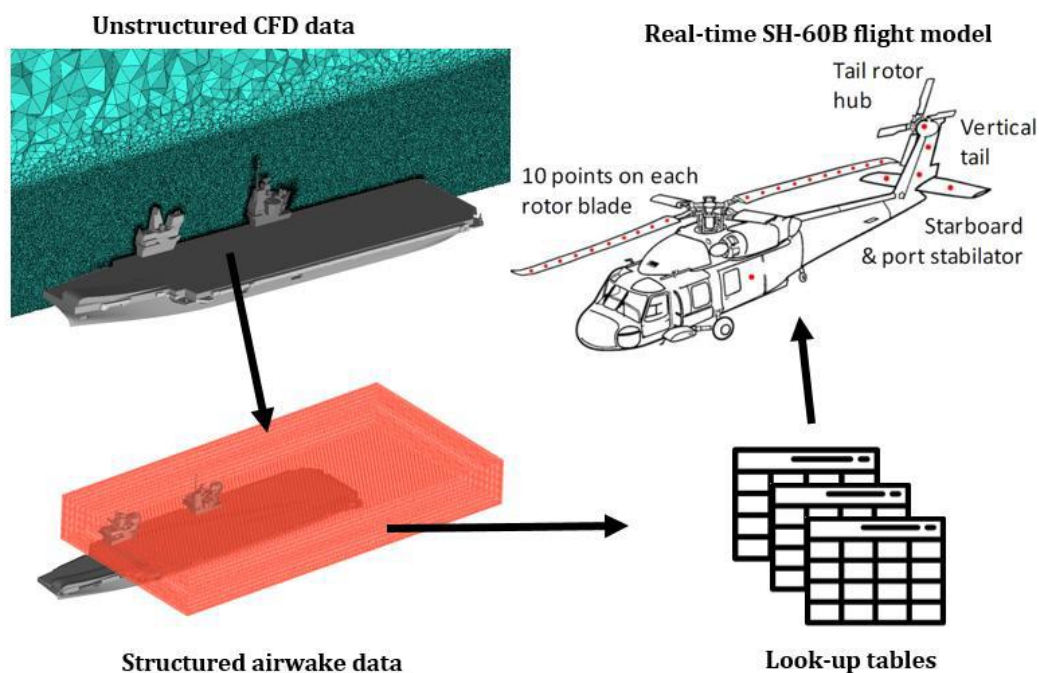 Unstructured CFD data
Real-time SH-60B flight model
Tail rotor
hub
Vertical
tail
10 points on each
rotor blade
Starboard
& port stabilator
Structured airwake data
Look-up tables